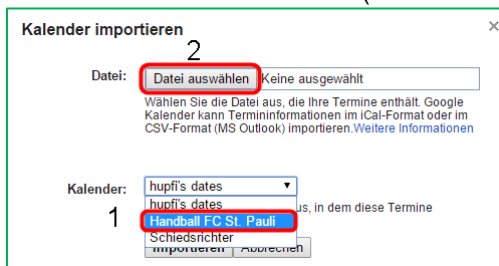 Kalender importieren
2
Datei: Datei auswählen Keine ausgewählt
Wählen Sie die Datei aus, die Ihre Termine enthält. Google
Kalender kann Termininformationen im iCal-Format oder im
CSV-Format (MS Outlook) importieren.Weitere Informationen
Kalender: hupfi's dates
hupfi's dates
us, in dem diese Termine
1
Handball FC St. Pauli
Schiedsrichter
Importieren Abbrechen